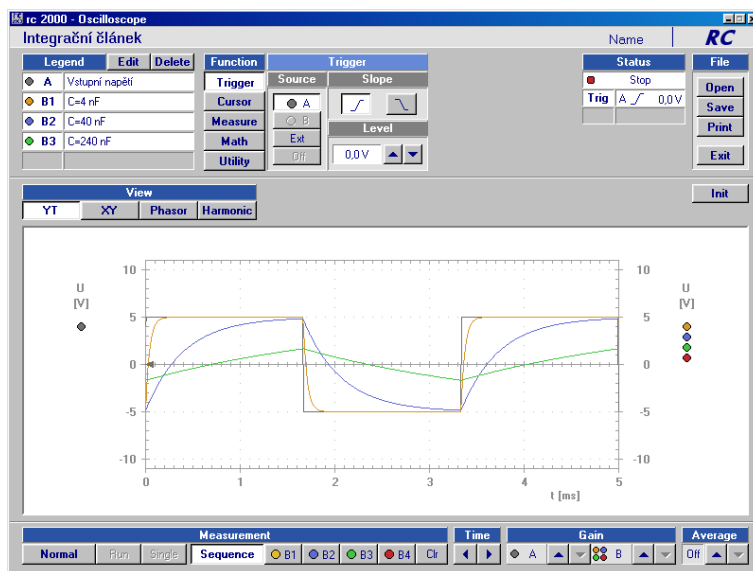 rc 2000 - Oscilloscope
Integrační článek Name RC
Legend Edit Delete Function Trigger Status File
A Vstupní napětí Trigger Source Slope Stop Open
B1 C=4 nF Cursor A Trig A 0,0 V Save
B2 C=40 nF Measure B Level Print
B3 C=240 nF Math Ext 0,0 V Exit
Utility Off
View Init
YT XY Phasor Harmonic
10 10
U U
[V] [V]
5 5
0 0
-5 -5
-10 -10
0 1 2 3 4 5
t [ms]
Measurement Time Gain Average
Normal Run Single Sequence B1 B2 B3 B4 Clr A B Off